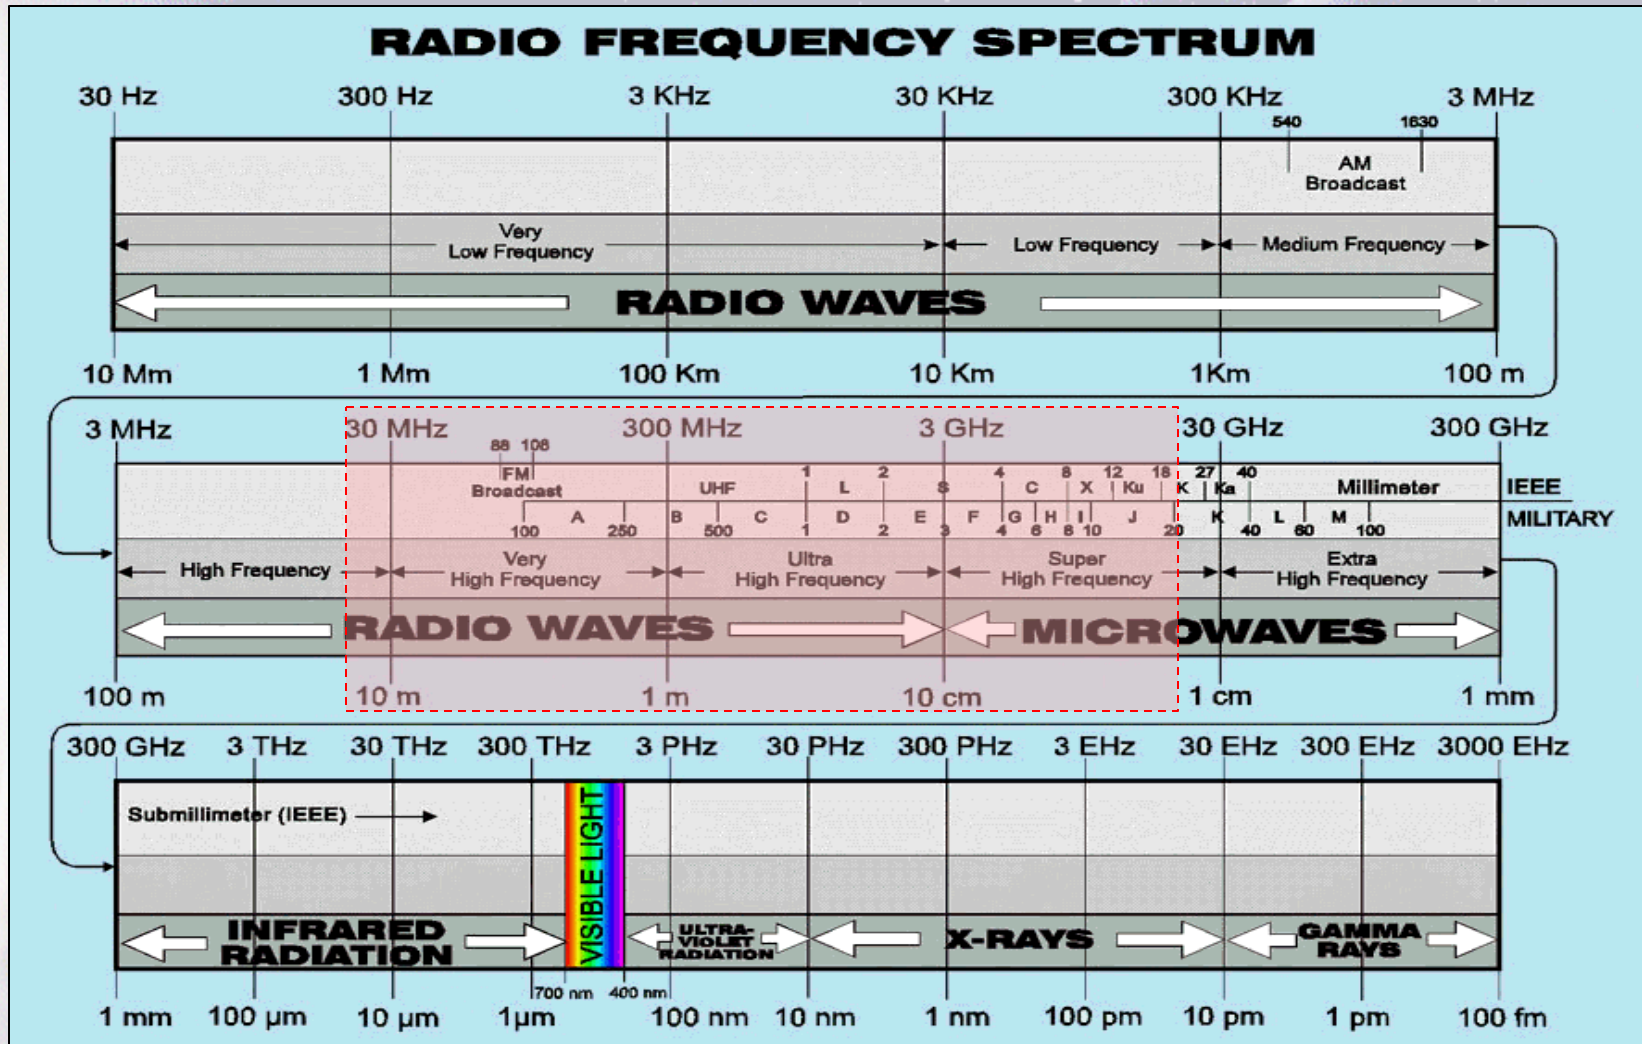 RADIO FREQUENCY SPECTRUM
30 Hz 300 Hz 3 KHz 30 KHz 300 KHz 3 MHz
540 1630
AM
Broadcast
Very
Low Frequency Low Frequency Medium Frequency
RADIO WAVES
10 Mm 1 Mm 100 Km 10 Km 1Km 100 m
3 MHz 30 MHz 300 MHz 3 GHz 30 GHz 300 GHz
88 108
FM
Broadcast
1 2 4 8 12 18 27 40
UHF L S C X Ku K Ka Millimeter IEEE
A B C D E F G H I J K L M MILITARY
100 250 500 1 2 3 4 6 8 10 20 40 60 100
High Frequency Very
High Frequency Ultra
High Frequency Super
High Frequency Extra
High Frequency
RADIO WAVES MICROWAVES
100 m 10 m 1 m 10 cm 1 cm 1 mm
300 GHz 3 THz 30 THz 300 THz 3 PHz 30 PHz 300 PHz 3 EHz 30 EHz 300 EHz 3000 EHz
Submillimeter (IEEE)
VISIBLE LIGHT
INFRARED
RADIATION
ULTRA-
VIOLET
RADIATION
X-RAYS
GAMMA
RAYS
700 nm 400 nm
1 mm 100 µm 10 µm 1µm 100 nm 10 nm 1 nm 100 pm 10 pm 1 pm 100 fm